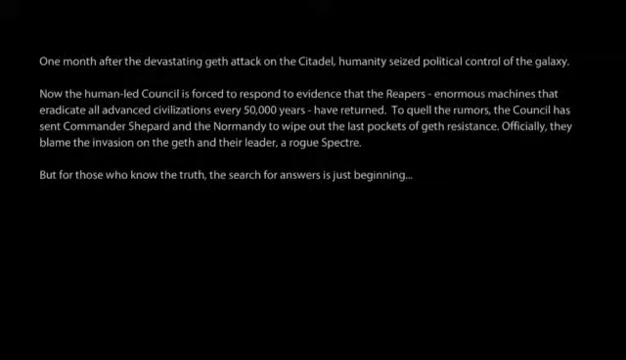 One month after the devastating geth attack on the Citadel, humanity seized political control of the galaxy.
Now the human-led Council is forced to respond to evidence that the Reapers - enormous machines that
eradicate all advanced civilizations every 50,000 years - have returned. To quell the rumors, the Council has
sent Commander Shepard and the Normandy to wipe out the last pockets of geth resistance. Officially, they
blame the invasion on the geth and their leader, a rogue Spectre.
But for those who know the truth, the search for answers is just beginning...